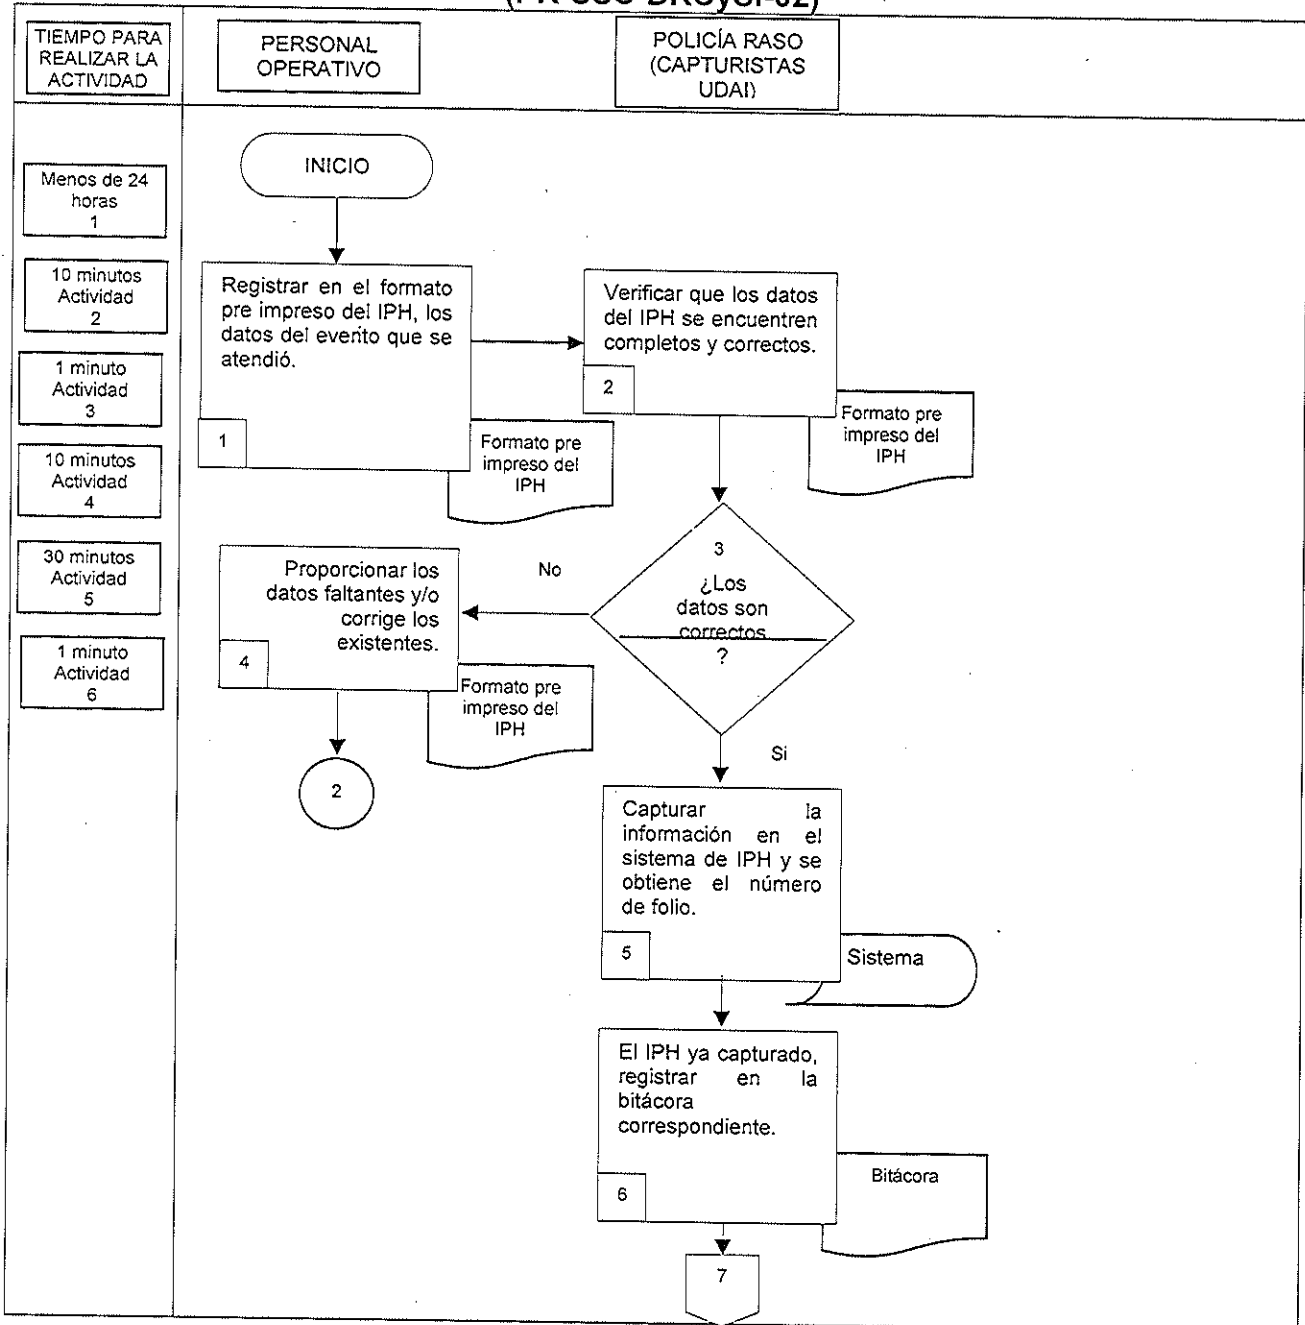 TIEMPO PARA
REALIZAR LA
ACTIVIDAD
PERSONAL
OPERATIVO
POLICÍA RASO
(CAPTURISTAS
UDAI)
Menos de 24
horas
1
10 minutos
Actividad
2
1 minuto
Actividad
3
10 minutos
Actividad
4
30 minutos
Actividad
5
1 minuto
Actividad
6
INICIO
Registrar en el formato
pre impreso del IPH, los
datos del evento que se
atendió.
1
Formato pre
impreso del
IPH
Verificar que los datos
del IPH se encuentren
completos y correctos.
2
Formato pre
impreso del
IPH
3
¿Los
datos son
correctos
?
No
Proporcionar los
datos faltantes y/o
corrige los
existentes.
4
Formato pre
impreso del
IPH
2
Si
Capturar la
información en el
sistema de IPH y se
obtiene el número
de folio.
5
Sistema
El IPH ya capturado,
registrar en la
bitácora
correspondiente.
6
Bitácora
7